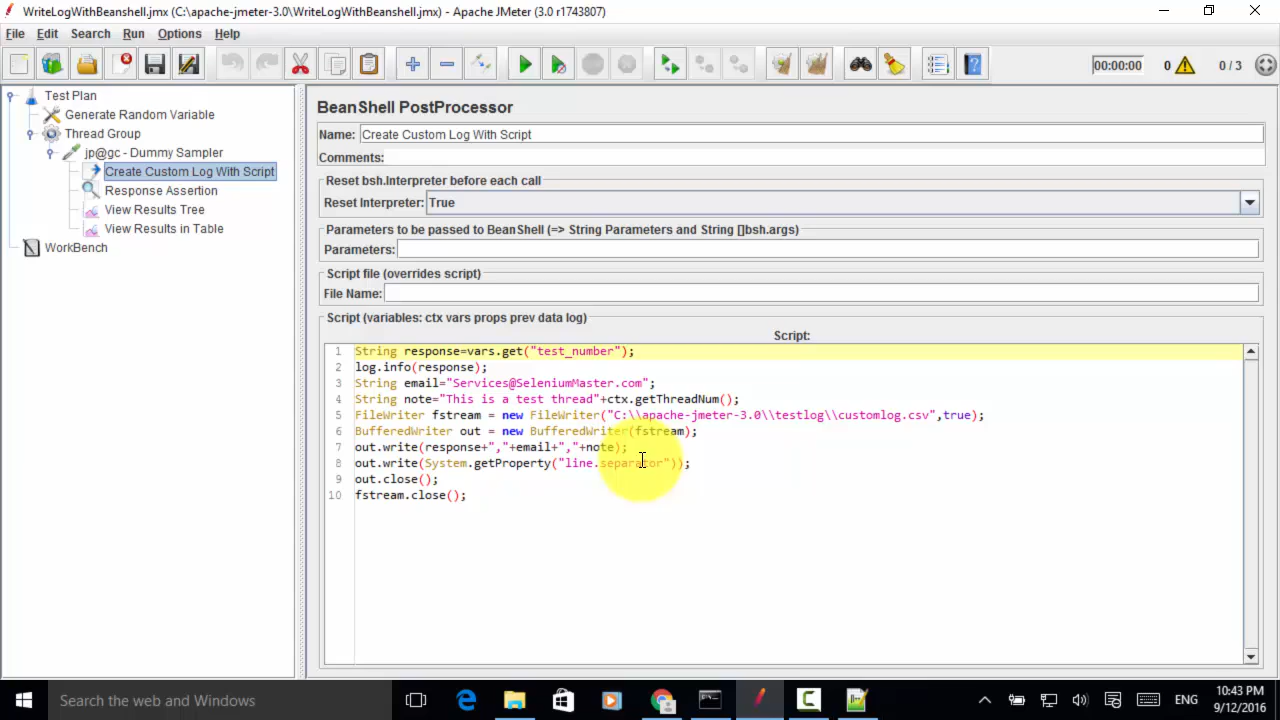 WriteLogWithBeanshell.jmx (C:\apache-jmeter-3.0\WriteLogWithBeanshell.jmx) - Apache JMeter (3.0 r1743807)
File Edit Search Run Options Help
00:00:00 0 0 / 3
Test Plan
Generate Random Variable
Thread Group
jp@gc - Dummy Sampler
Create Custom Log With Script
Response Assertion
View Results Tree
View Results in Table
WorkBench
BeanShell PostProcessor
Name: Create Custom Log With Script
Comments:
Reset bsh.Interpreter before each call
Reset Interpreter: True
Parameters to be passed to BeanShell (=> String Parameters and String []bsh.args)
Parameters:
Script file (overrides script)
File Name:
Script (variables: ctx vars props prev data log)
Script:
1 String response=vars.get("test_number");
2 log.info(response);
3 String email="Services@SeleniumMaster.com";
4 String note="This is a test thread"+ctx.getThreadNum();
5 FileWriter fstream = new FileWriter("C:\\apache-jmeter-3.0\\testlog\\customlog.csv",true);
6 BufferedWriter out = new BufferedWriter(fstream);
7 out.write(response+","+email+","+note);
8 out.write(System.getProperty("line.separator"));
9 out.close();
10 fstream.close();
Search the web and Windows
ENG
10:43 PM
9/12/2016